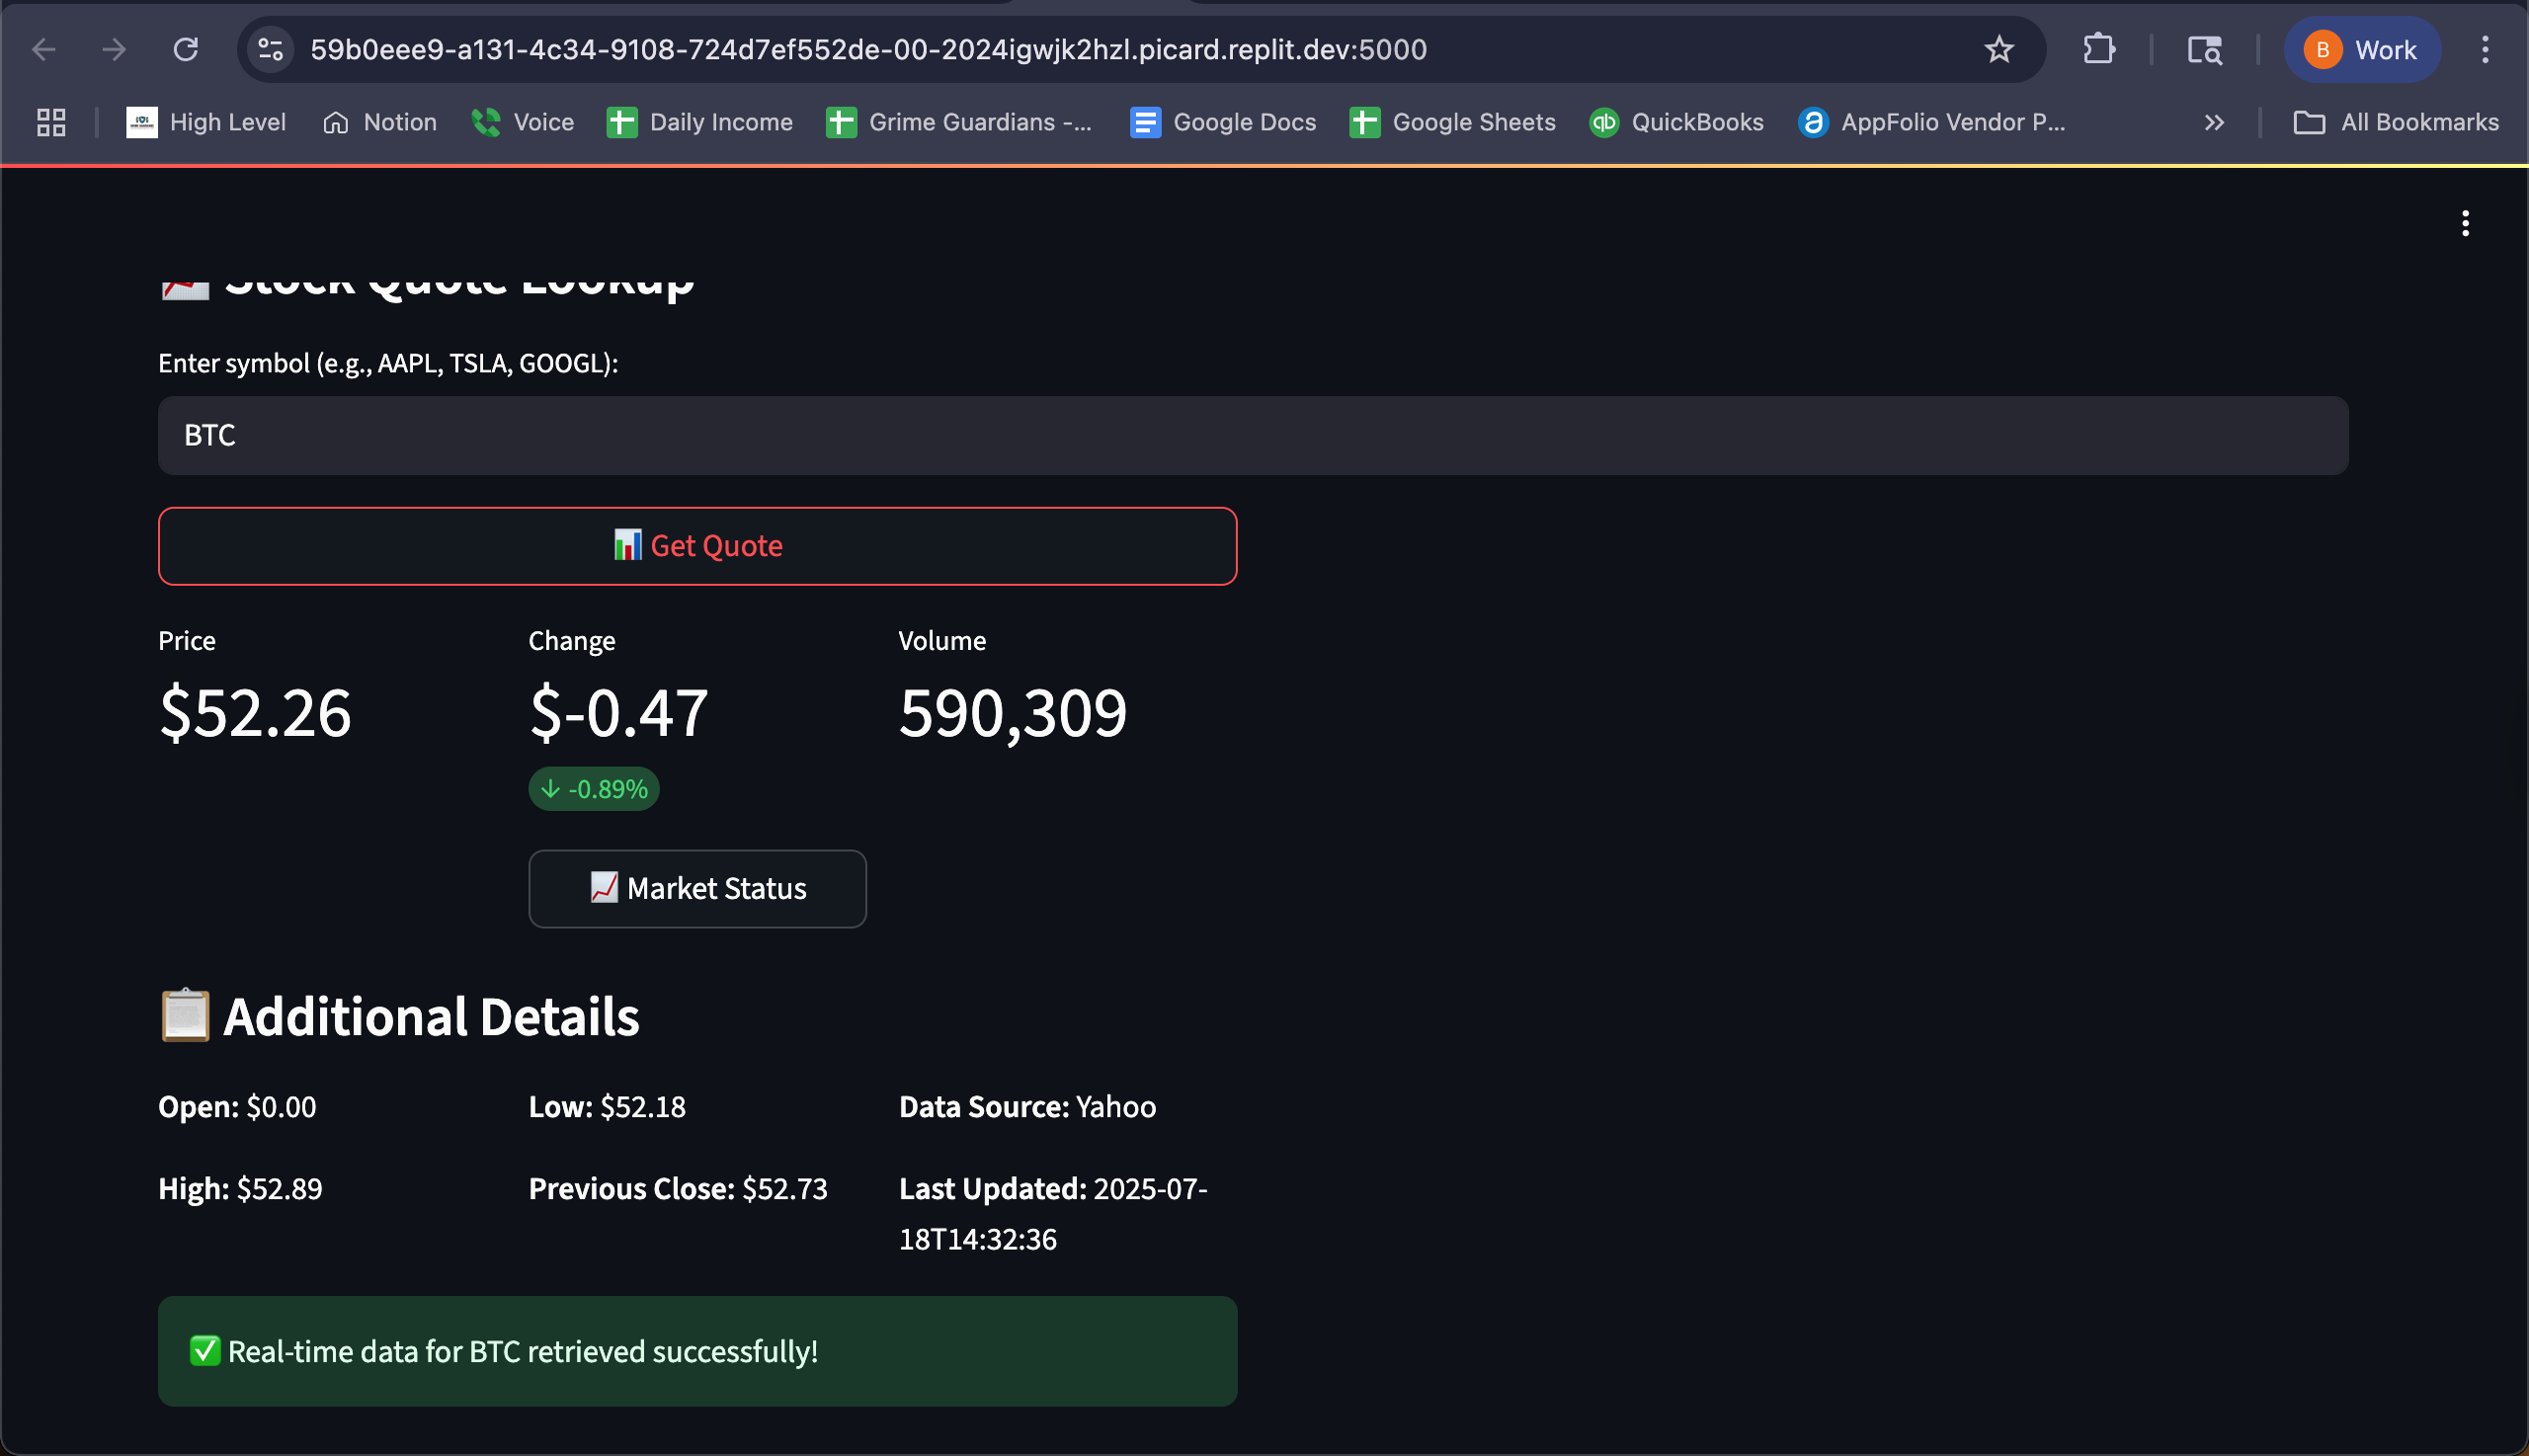 59b0eee9-a131-4c34-9108-724d7ef552de-00-2024igwjk2hzl.picard.replit.dev:5000
B Work
High Level Notion Voice Daily Income Grime Guardians -... Google Docs Google Sheets qb QuickBooks a AppFolio Vendor P... All Bookmarks
Stock Quote Lookup
Enter symbol (e.g., AAPL, TSLA, GOOGL):
BTC
Get Quote
Price Change Volume
$52.26 $-0.47 590,309
↓ -0.89%
Market Status
Additional Details
Open: $0.00 Low: $52.18 Data Source: Yahoo
High: $52.89 Previous Close: $52.73 Last Updated: 2025-07-
18T14:32:36
✅ Real-time data for BTC retrieved successfully!